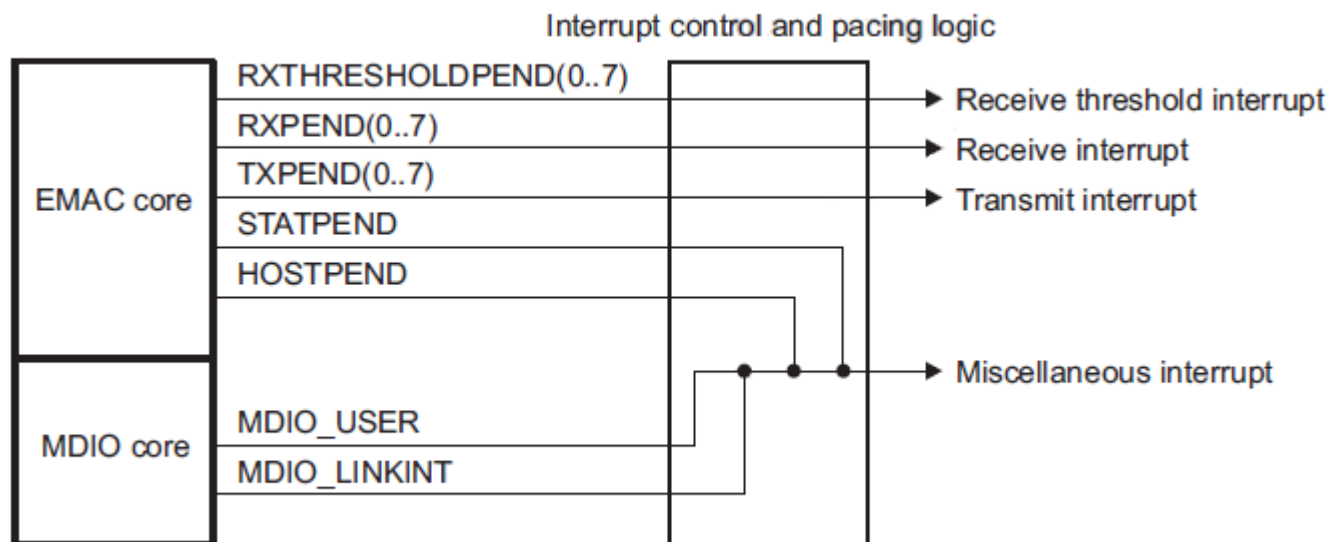 Interrupt control and pacing logic
RXTHRESHOLDPEND(0..7)
Receive threshold interrupt
RXPEND(0..7)
Receive interrupt
TXPEND(0..7)
Transmit interrupt
EMAC core
STATPEND
HOSTPEND
Miscellaneous interrupt
MDIO_USER
MDIO core
MDIO_LINKINT